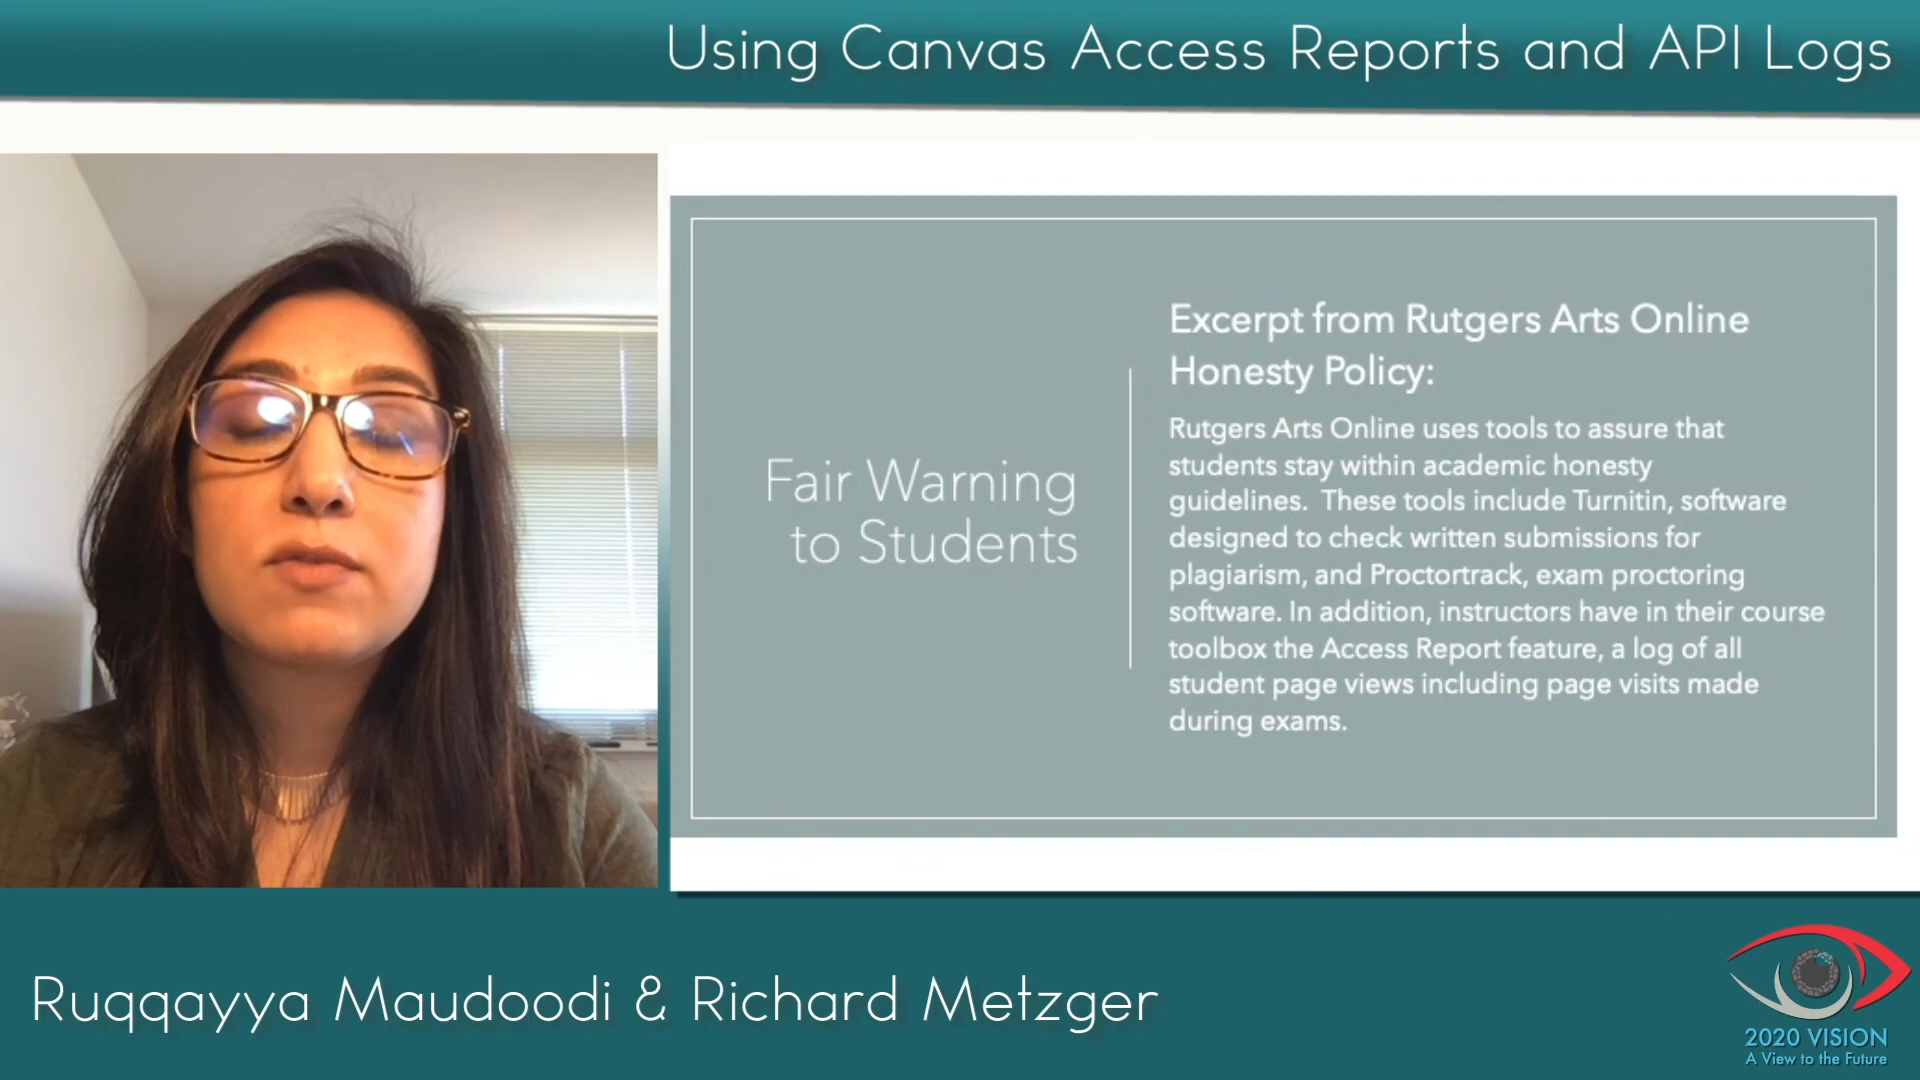 Using Canvas Access Reports and API Logs
Fair Warning
to Students
Excerpt from Rutgers Arts Online
Honesty Policy:
Rutgers Arts Online uses tools to assure that
students stay within academic honesty
guidelines.  These tools include Turnitin, software
designed to check written submissions for
plagiarism, and Proctortrack, exam proctoring
software. In addition, instructors have in their course
toolbox the Access Report feature, a log of all
student page views including page visits made
during exams.
Ruqqayya Maudoodi & Richard Metzger
2020 VISION
A View to the Future